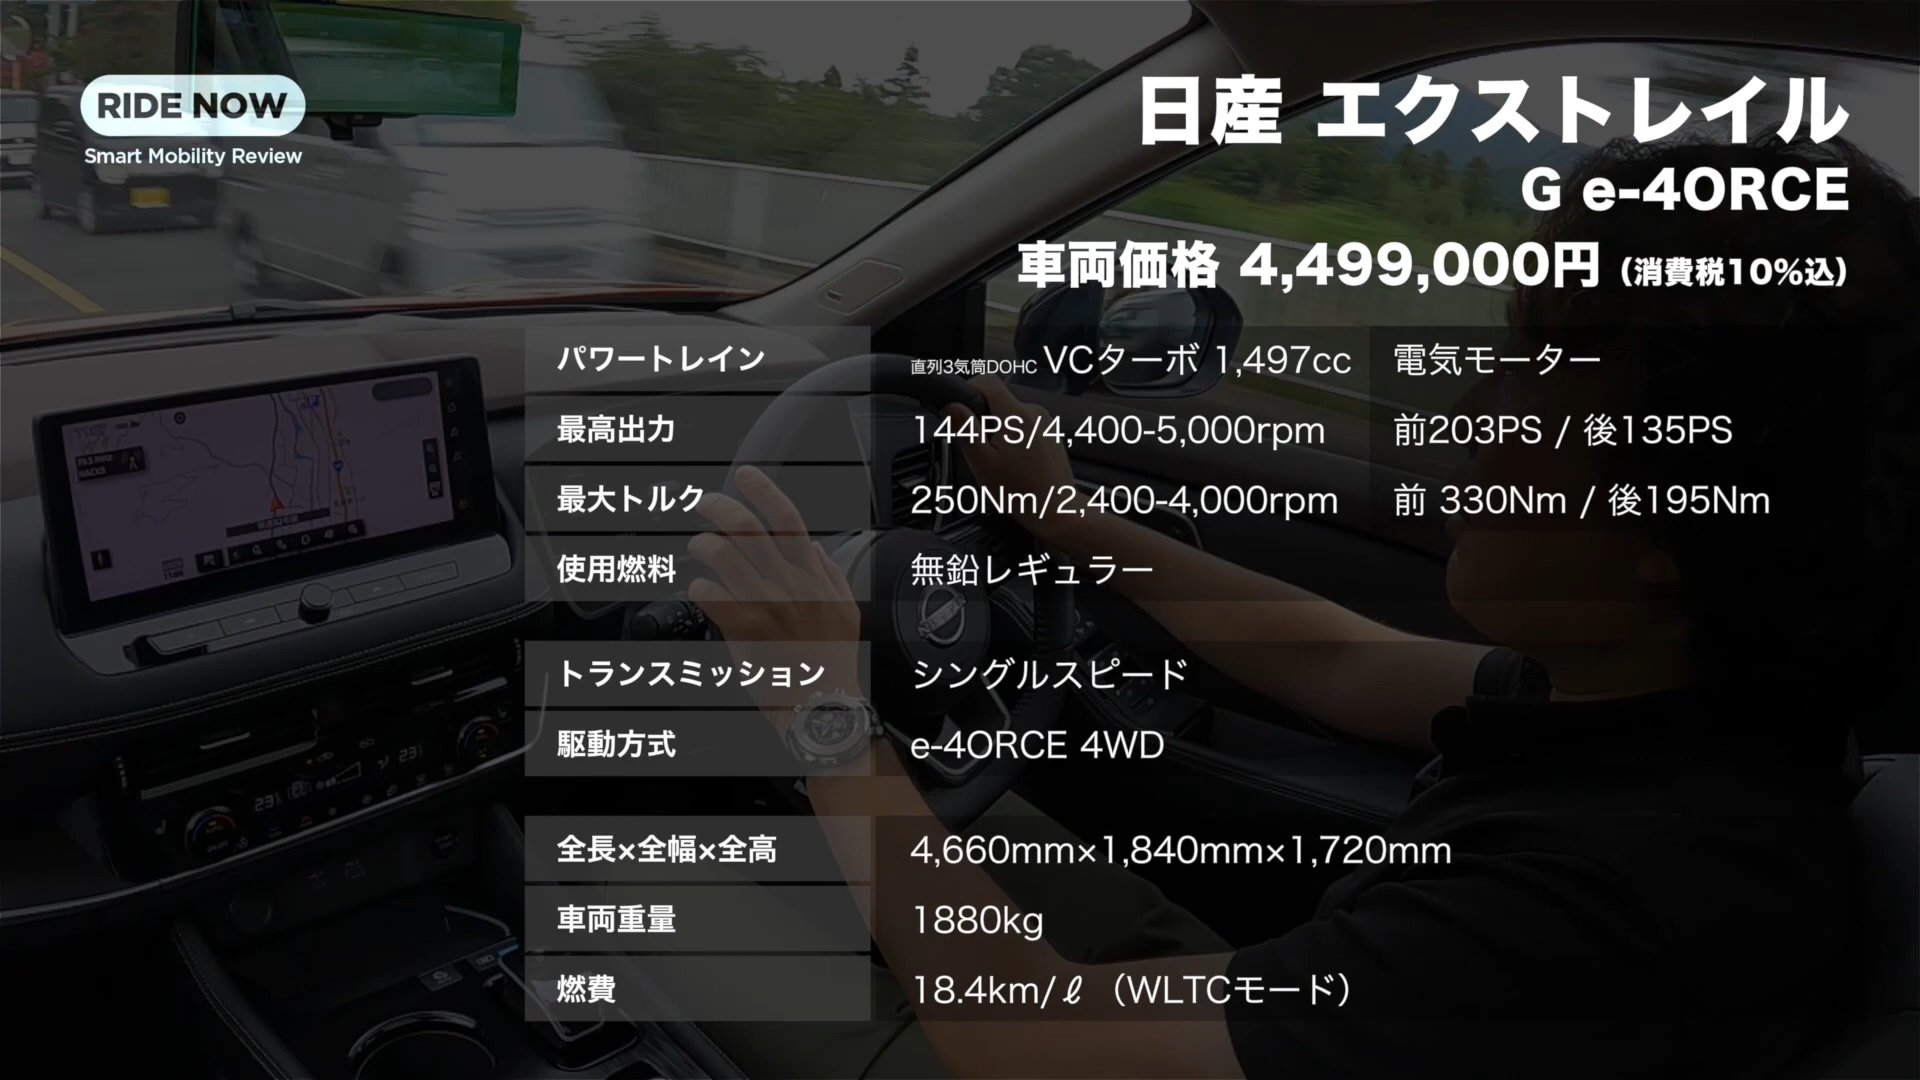 RIDE NOW
Smart Mobility Review
日産 エクストレイル
G e-4ORCE
車両価格 4,499,000円（消費税10%込）
パワートレイン 直列3気筒DOHC VCターボ 1,497cc 電気モーター
最高出力 144PS/4,400-5,000rpm 前203PS / 後135PS
最大トルク 250Nm/2,400-4,000rpm 前 330Nm / 後195Nm
使用燃料 無鉛レギュラー
トランスミッション シングルスピード
駆動方式 e-4ORCE 4WD
全長×全幅×全高 4,660mm×1,840mm×1,720mm
車両重量 1880kg
燃費 18.4km/ℓ （WLTCモード）
NISSAN